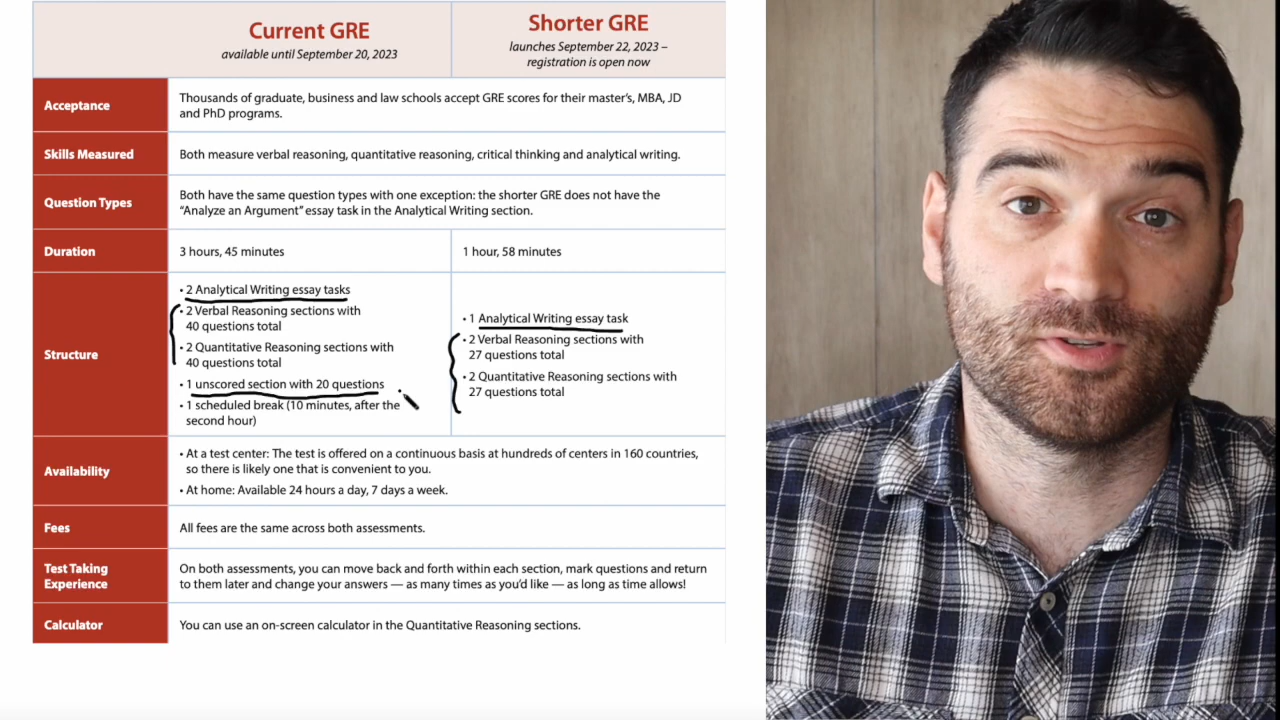 Current GRE
available until September 20, 2023
Shorter GRE
launches September 22, 2023 –
registration is open now
Acceptance
Thousands of graduate, business and law schools accept GRE scores for their master's, MBA, JD
and PhD programs.
Skills Measured
Both measure verbal reasoning, quantitative reasoning, critical thinking and analytical writing.
Question Types
Both have the same question types with one exception: the shorter GRE does not have the
“Analyze an Argument” essay task in the Analytical Writing section.
Duration
3 hours, 45 minutes
1 hour, 58 minutes
Structure
• 2 Analytical Writing essay tasks
• 2 Verbal Reasoning sections with
40 questions total
• 2 Quantitative Reasoning sections with
40 questions total
• 1 unscored section with 20 questions
• 1 scheduled break (10 minutes, after the
second hour)
• 1 Analytical Writing essay task
• 2 Verbal Reasoning sections with
27 questions total
• 2 Quantitative Reasoning sections with
27 questions total
Availability
• At a test center: The test is offered on a continuous basis at hundreds of centers in 160 countries,
so there is likely one that is convenient to you.
• At home: Available 24 hours a day, 7 days a week.
Fees
All fees are the same across both assessments.
Test Taking
Experience
On both assessments, you can move back and forth within each section, mark questions and return
to them later and change your answers — as many times as you'd like — as long as time allows!
Calculator
You can use an on-screen calculator in the Quantitative Reasoning sections.